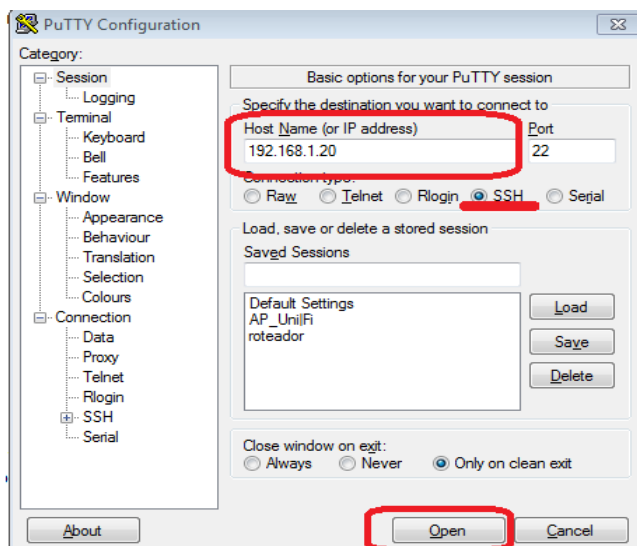 PuTTY Configuration
Category:
Session
Logging
Terminal
Keyboard
Bell
Features
Window
Appearance
Behaviour
Translation
Selection
Colours
Connection
Data
Proxy
Telnet
Rlogin
SSH
Serial
Basic options for your PuTTY session
Specify the destination you want to connect to
Host Name (or IP address) Port
192.168.1.20 22
Connection type:
Raw Telnet Rlogin SSH Serial
Load, save or delete a stored session
Saved Sessions
Default Settings
AP_UniIFi
roteador
Load
Save
Delete
Close window on exit:
Always Never Only on clean exit
About Open Cancel